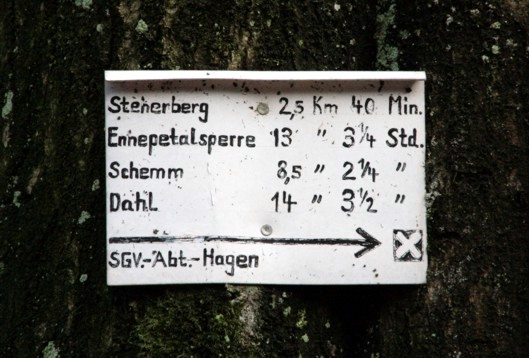 Stenerberg 2,5 Km 40 Min.
Ennepetalsperre 13 " 3¼ Std.
Schemm 8,5 " 2¼ "
Dahl 14 " 3½ "
SGV.-Abt.-Hagen